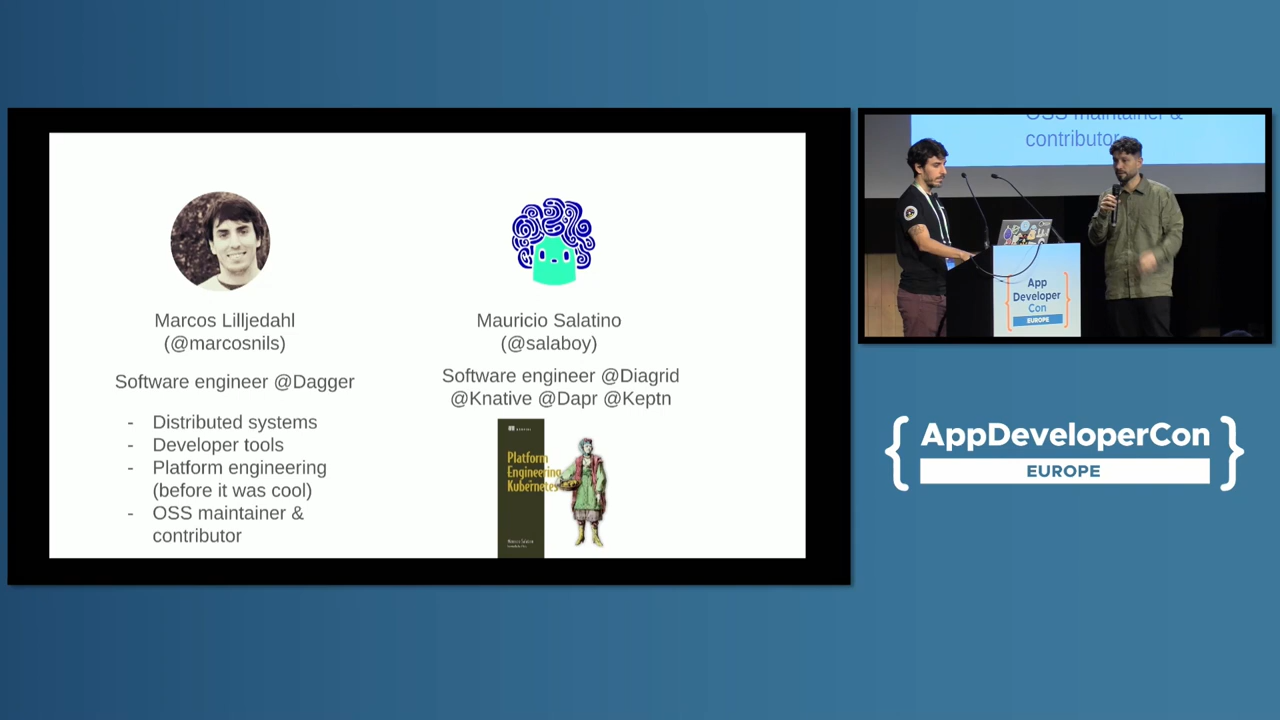 Marcos Lilljedahl
(@marcosnils)
Software engineer @Dagger
- Distributed systems
- Developer tools
- Platform engineering
(before it was cool)
- OSS maintainer &
contributor
Mauricio Salatino
(@salaboy)
Software engineer @Diagrid
@Knative @Dapr @Keptn
Platform
Engineering
Kubernetes
OSS maintainer &
contributor
App
Developer
Con
EUROPE
AppDeveloperCon
EUROPE